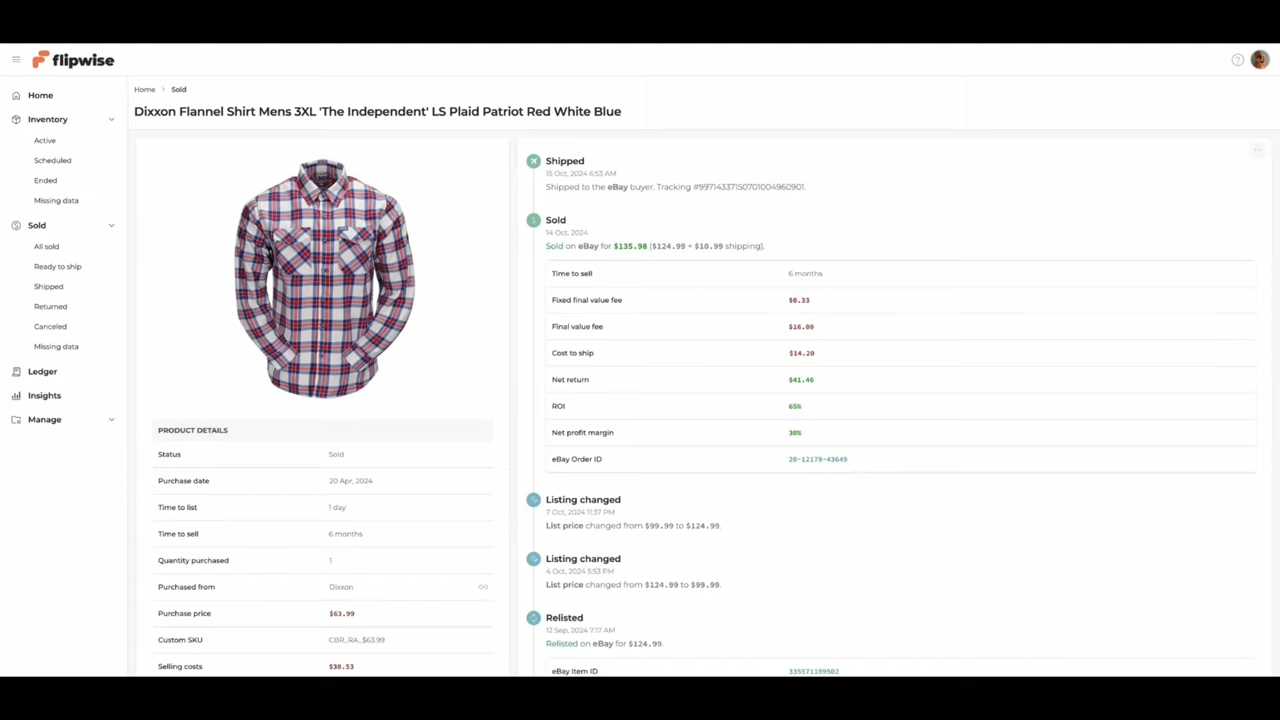 flipwise
Home
Inventory
Active
Scheduled
Ended
Missing data
Sold
All sold
Ready to ship
Shipped
Returned
Canceled
Missing data
Ledger
Insights
Manage
Home > Sold
Dixxon Flannel Shirt Mens 3XL 'The Independent' LS Plaid Patriot Red White Blue
PRODUCT DETAILS
Status Sold
Purchase date 20 Apr, 2024
Time to list 1 day
Time to sell 6 months
Quantity purchased 1
Purchased from Dixxon
Purchase price $63.99
Custom SKU CBR_RA_$63.99
Selling costs $30.53
Shipped
15 Oct, 2024 6:53 AM
Shipped to the eBay buyer. Tracking #99714337150701004960901.
Sold
14 Oct, 2024
Sold on eBay for $135.98 ($124.99 + $10.99 shipping).
Time to sell 6 months
Fixed final value fee $0.33
Final value fee $16.00
Cost to ship $14.20
Net return $41.46
ROI 65%
Net profit margin 30%
eBay Order ID 20-12179-43649
Listing changed
7 Oct, 2024 11:37 PM
List price changed from $99.99 to $124.99.
Listing changed
4 Oct, 2024 5:53 PM
List price changed from $124.99 to $99.99.
Relisted
12 Sep, 2024 7:17 AM
Relisted on eBay for $124.99.
eBay Item ID 335571109502